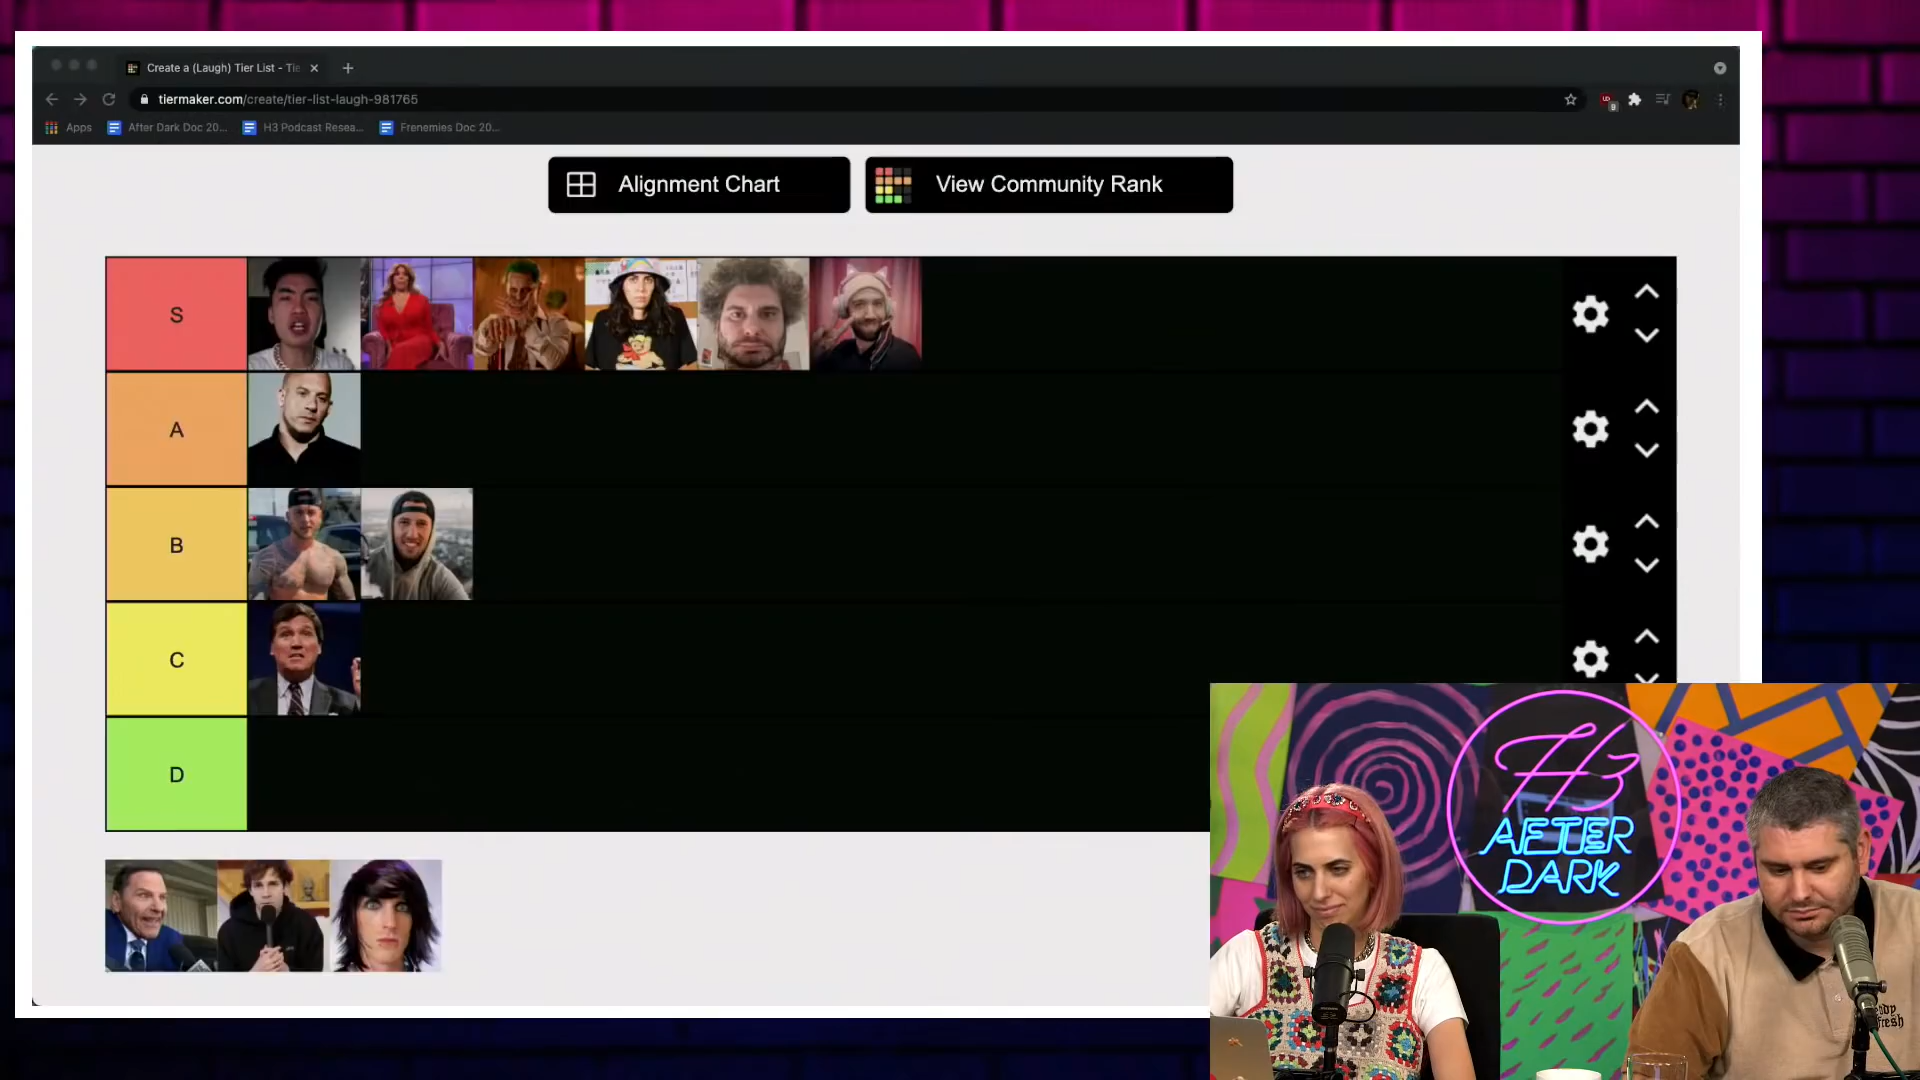 Create a (Laugh) Tier List - Tie
tiermaker.com/create/tier-list-laugh-981765
Apps
After Dark Doc 20...
H3 Podcast Resea...
Frenemies Doc 20...
Alignment Chart
View Community Rank
S
A
B
C
D
H3
AFTER
DARK
fresh